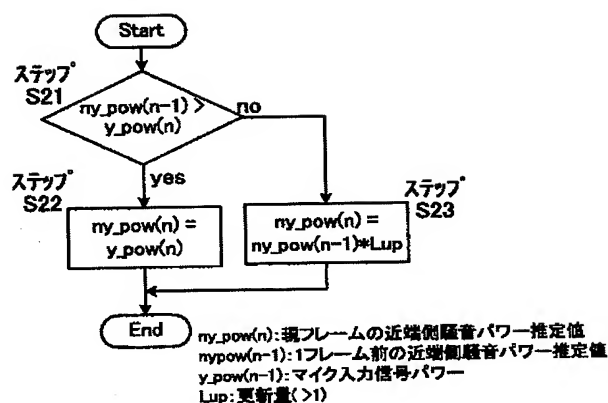 Start
ステップ
S21
ny_pow(n-1) >
y_pow(n)
no
yes
ステップ
S22
ny_pow(n) =
y_pow(n)
ステップ
S23
ny_pow(n) =
ny_pow(n-1)*Lup
End
ny_pow(n):現フレームの近端側騒音パワー推定値
nypow(n-1):1フレーム前の近端側騒音パワー推定値
y_pow(n-1):マイク入力信号パワー
Lup:更新量(>1)